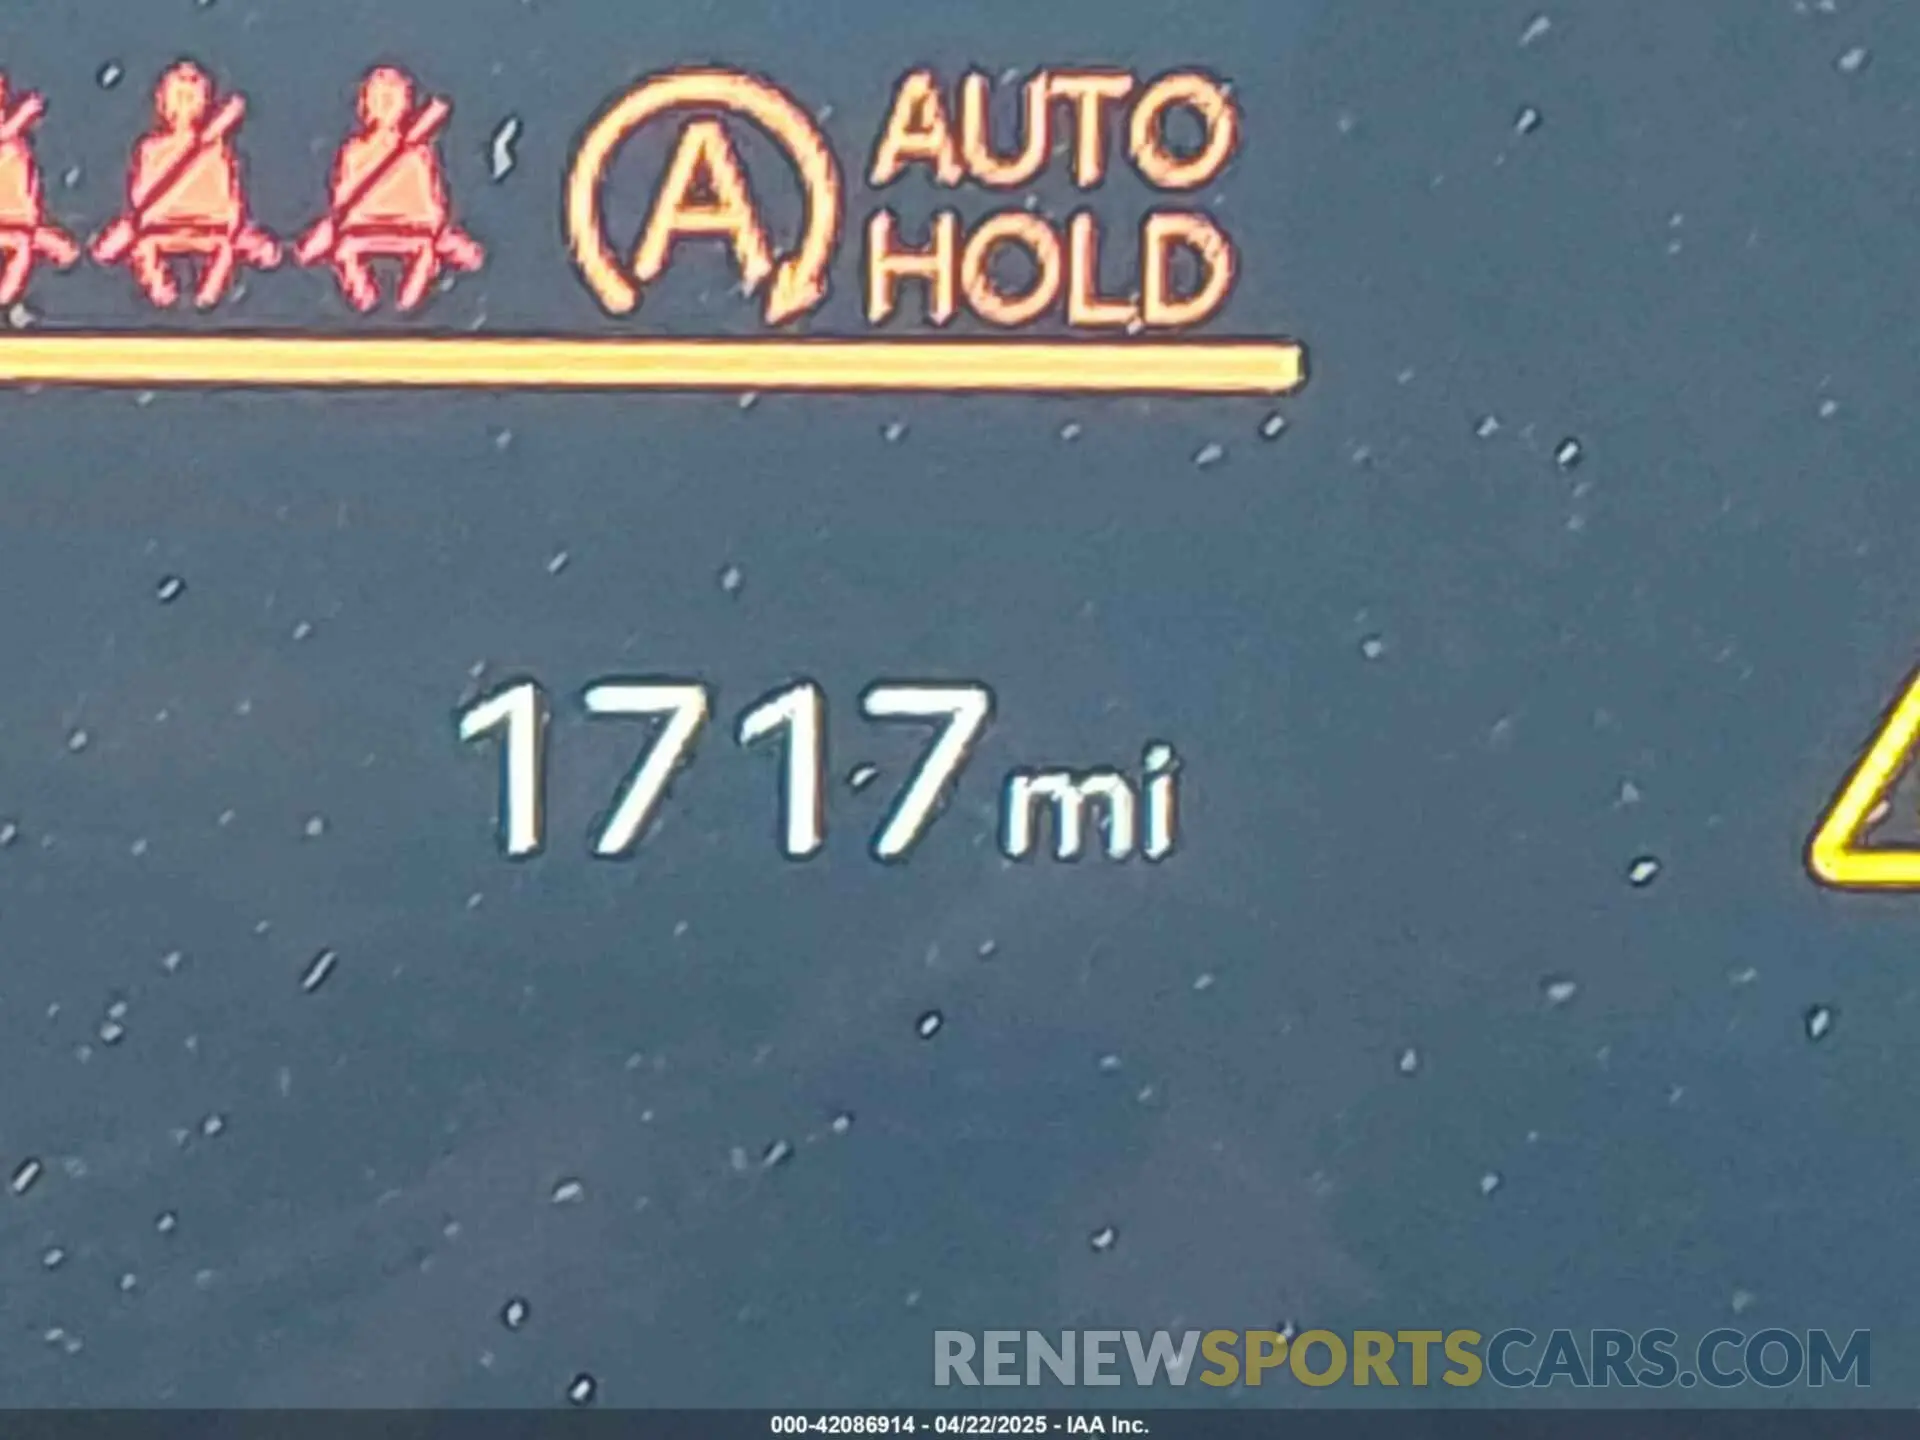 A AUTO
HOLD
1717mi
RENEWSPORTSCARS.COM
000-42086914 - 04/22/2025 - IAA Inc.